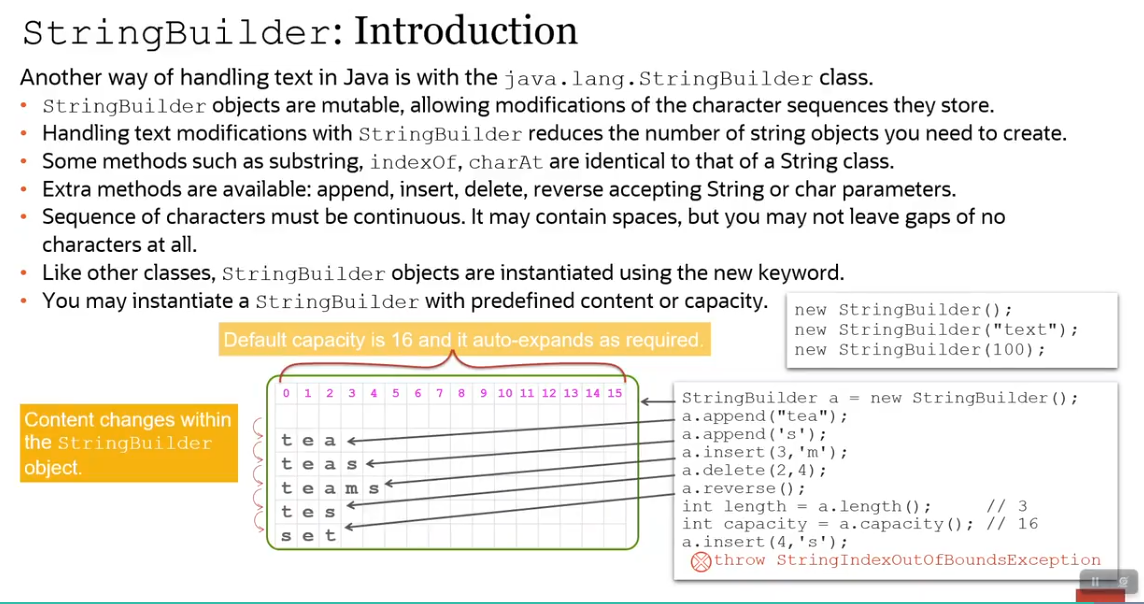 StringBuilder: Introduction
Another way of handling text in Java is with the java.lang.StringBuilder class.
• StringBuilder objects are mutable, allowing modifications of the character sequences they store.
• Handling text modifications with StringBuilder reduces the number of string objects you need to create.
• Some methods such as substring, indexOf, charAt are identical to that of a String class.
• Extra methods are available: append, insert, delete, reverse accepting String or char parameters.
• Sequence of characters must be continuous. It may contain spaces, but you may not leave gaps of no
characters at all.
• Like other classes, StringBuilder objects are instantiated using the new keyword.
• You may instantiate a StringBuilder with predefined content or capacity.
new StringBuilder();
new StringBuilder("text");
new StringBuilder(100);
Default capacity is 16 and it auto-expands as required.
Content changes within
the StringBuilder
object.
0 1 2 3 4 5 6 7 8 9 10 11 12 13 14 15
t e a
t e a s
t e a m s
t e s
s e t
StringBuilder a = new StringBuilder();
a.append("tea");
a.append('s');
a.insert(3,'m');
a.delete(2,4);
a.reverse();
int length = a.length(); // 3
int capacity = a.capacity(); // 16
a.insert(4,'s');
throw StringIndexOutOfBoundsException